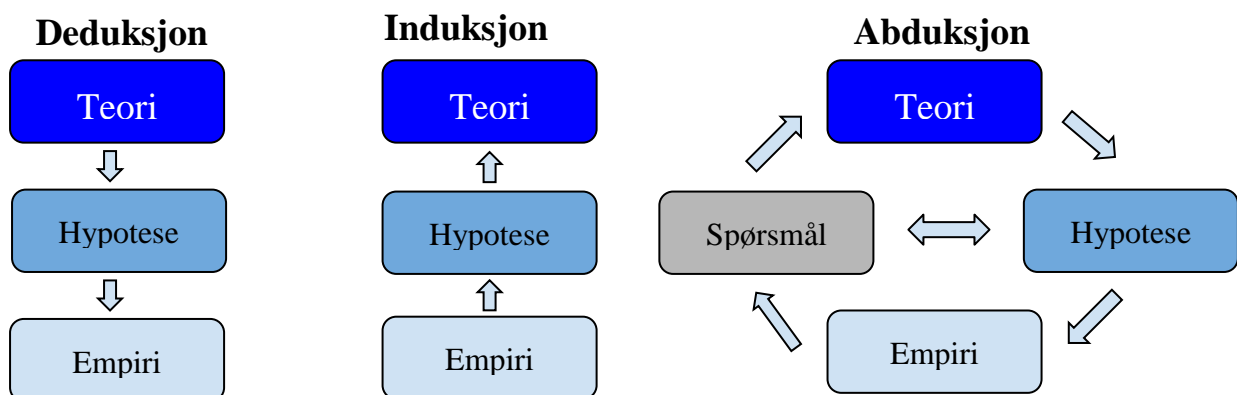 Deduksjon
Teori
Hypotese
Empiri
Induksjon
Teori
Hypotese
Empiri
Abduksjon
Teori
Spørsmål
Hypotese
Empiri